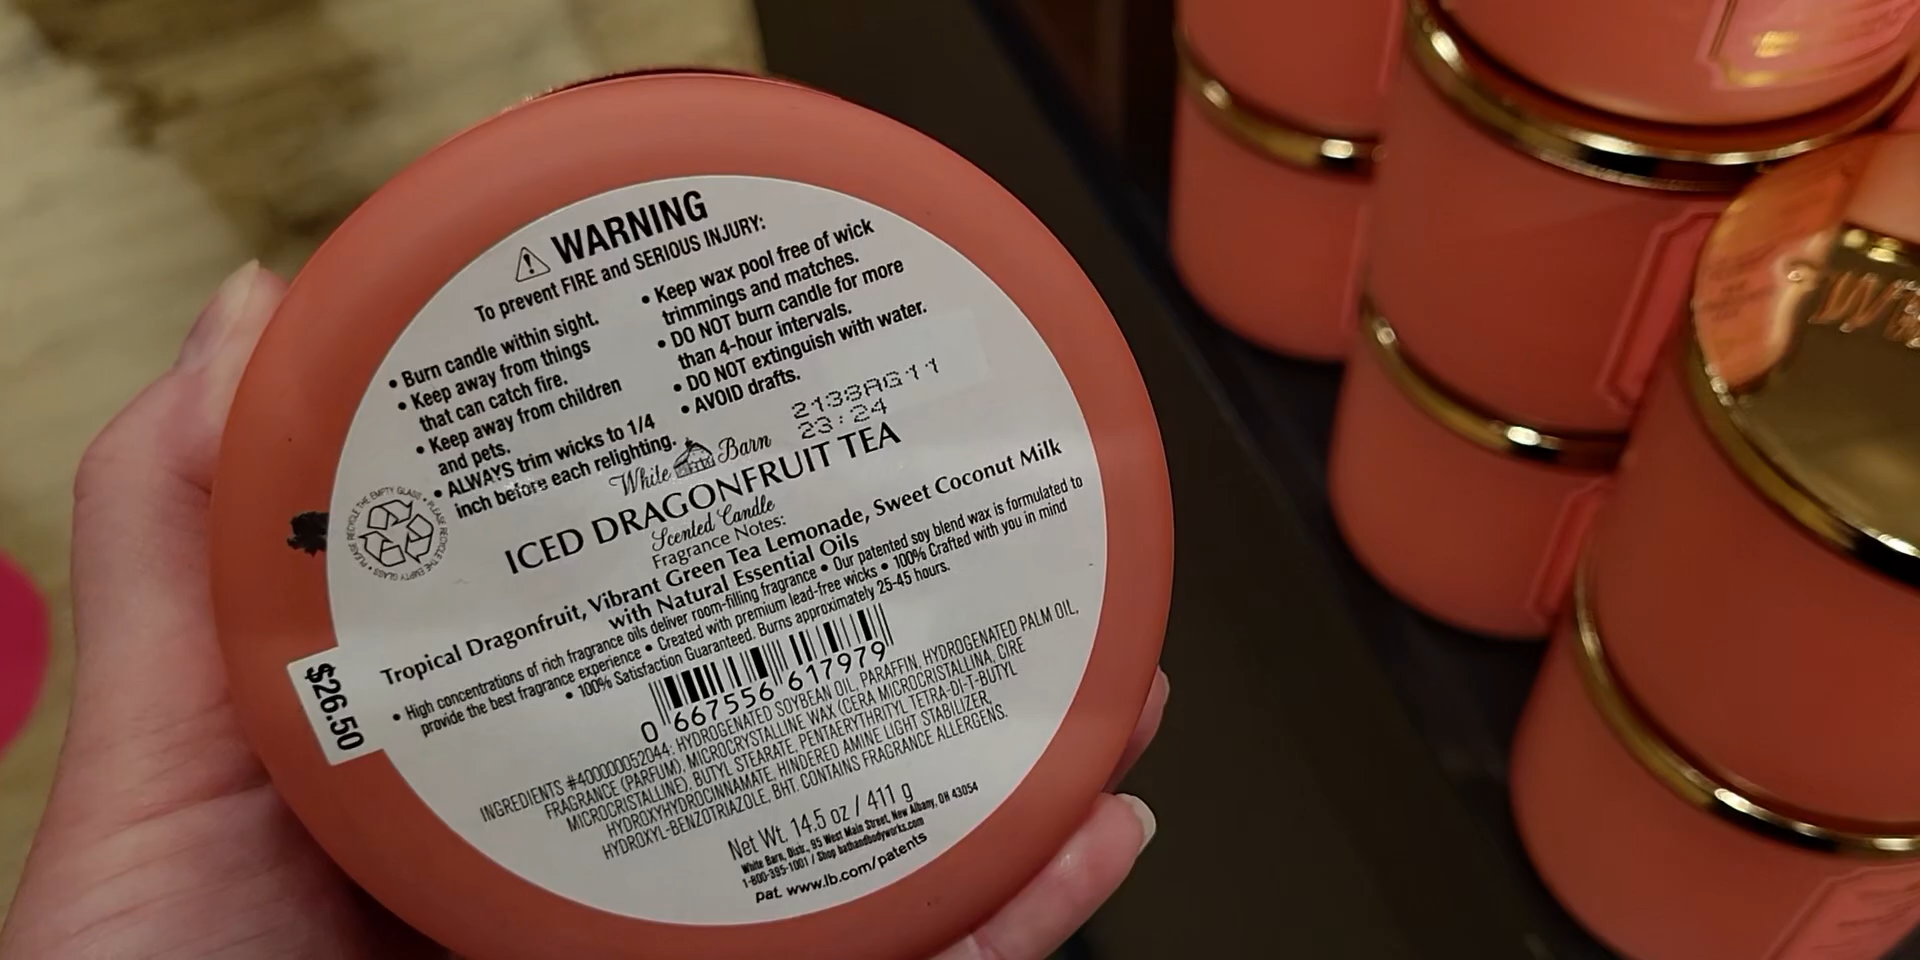 WARNING
To prevent FIRE and SERIOUS INJURY:
• Burn candle within sight.
• Keep away from things
that can catch fire.
• Keep away from children
and pets.
• ALWAYS trim wicks to 1/4
inch before each relighting.
• Keep wax pool free of wick
trimmings and matches.
• DO NOT burn candle for more
than 4-hour intervals.
• DO NOT extinguish with water.
• AVOID drafts.
2138AG11
23:24
White Barn
ICED DRAGONFRUIT TEA
Scented Candle
Fragrance Notes:
Tropical Dragonfruit, Vibrant Green Tea Lemonade, Sweet Coconut Milk
with Natural Essential Oils
• High concentrations of rich fragrance oils deliver room-filling fragrance • Our patented soy blend wax is formulated to
provide the best fragrance experience • Created with premium lead-free wicks • 100% Crafted with you in mind
• 100% Satisfaction Guaranteed. Burns approximately 25-45 hours.
PLEASE RECYCLE THE EMPTY GLASS • PLEASE RECYCLE THE EMPTY GLASS •
$26.50
0 667556 617979
INGREDIENTS #400000052044: HYDROGENATED SOYBEAN OIL, PARAFFIN, HYDROGENATED PALM OIL,
FRAGRANCE (PARFUM), MICROCRYSTALLINE WAX (CERA MICROCRISTALLINA, CIRE
MICROCRISTALLINE), BUTYL STEARATE, PENTAERYTHRITYL TETRA-DI-T-BUTYL
HYDROXYHYDROCINNAMATE, HINDERED AMINE LIGHT STABILIZER,
HYDROXYL-BENZOTRIAZOLE, BHT. CONTAINS FRAGRANCE ALLERGENS.
Net Wt. 14.5 oz / 411 g
White Barn, Distr., 95 West Main Street, New Albany, OH 43054
1-800-395-1001 / Shop bathandbodyworks.com
pat. www.lb.com/patents